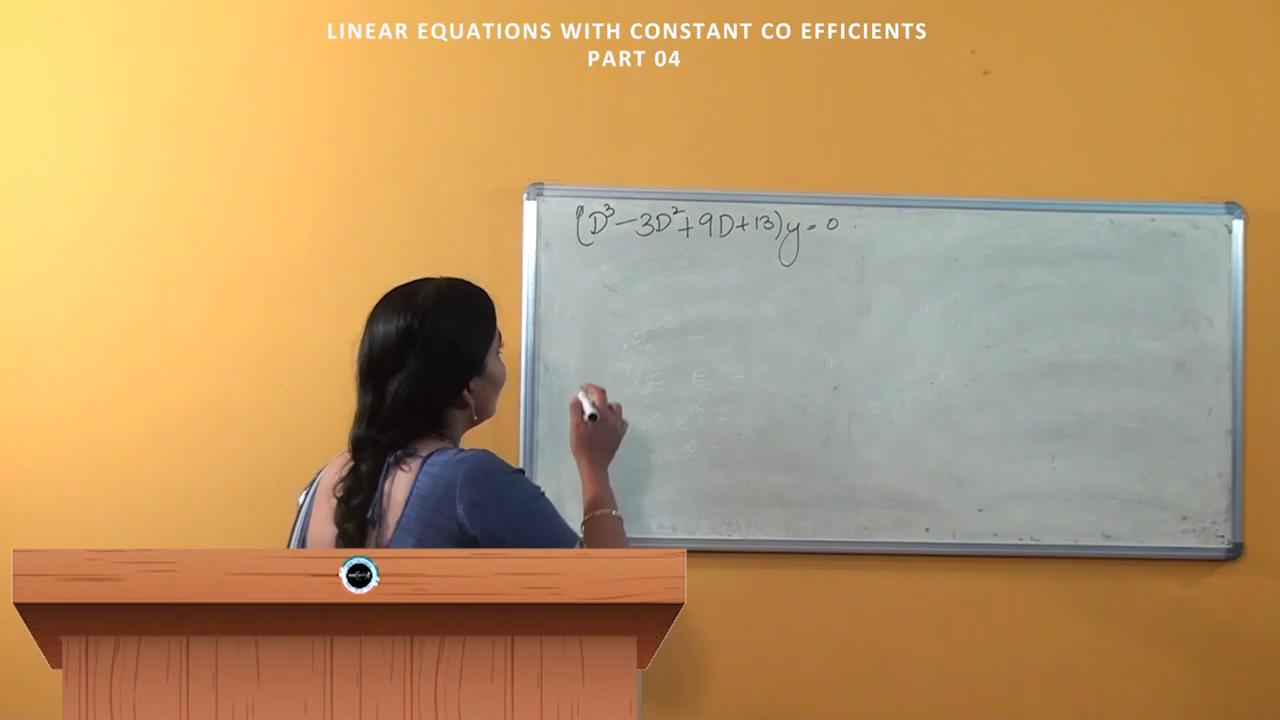 LINEAR EQUATIONS WITH CONSTANT CO EFFICIENTS
PART 04
(D³-3D²+9D+13)y=0